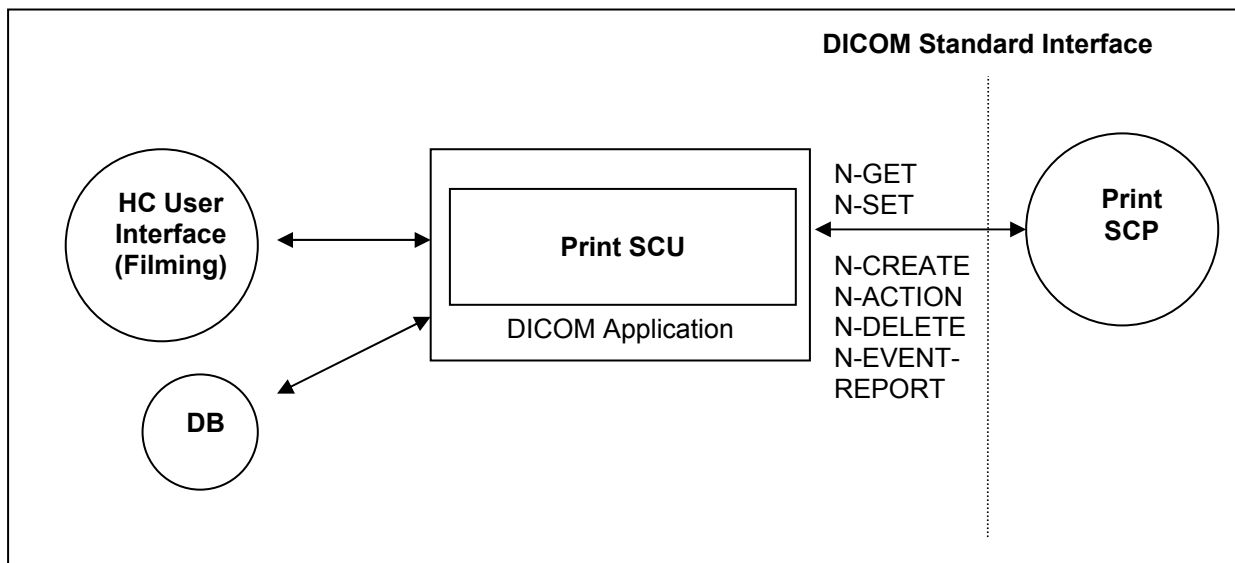 DICOM Standard Interface
HC User
Interface
(Filming)
DB
Print SCU
DICOM Application
N-GET
N-SET
N-CREATE
N-ACTION
N-DELETE
N-EVENT-
REPORT
Print
SCP